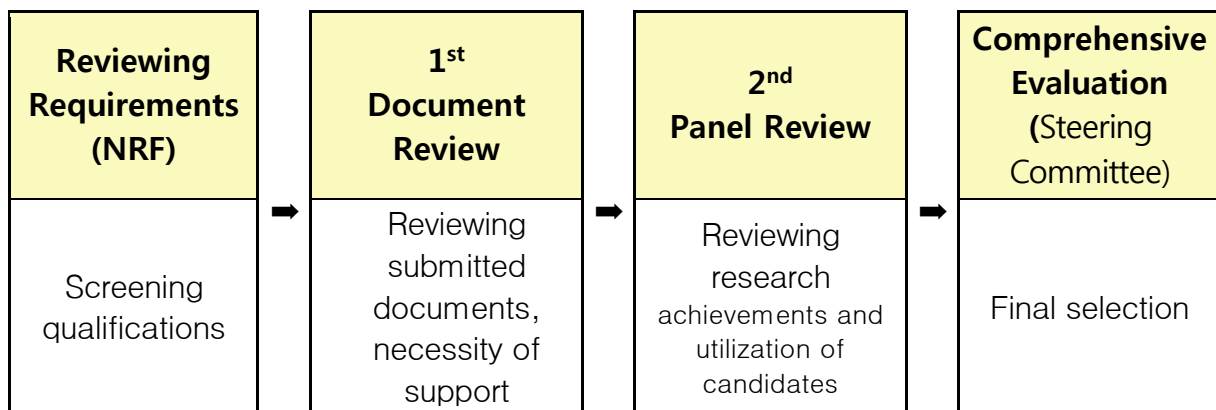 Reviewing
Requirements
(NRF)
1st
Document
Review
2nd
Panel Review
Comprehensive
Evaluation
(Steering
Committee)
Screening
qualifications
Reviewing
submitted
documents,
necessity of
support
Reviewing
research
achievements and
utilization of
candidates
Final selection